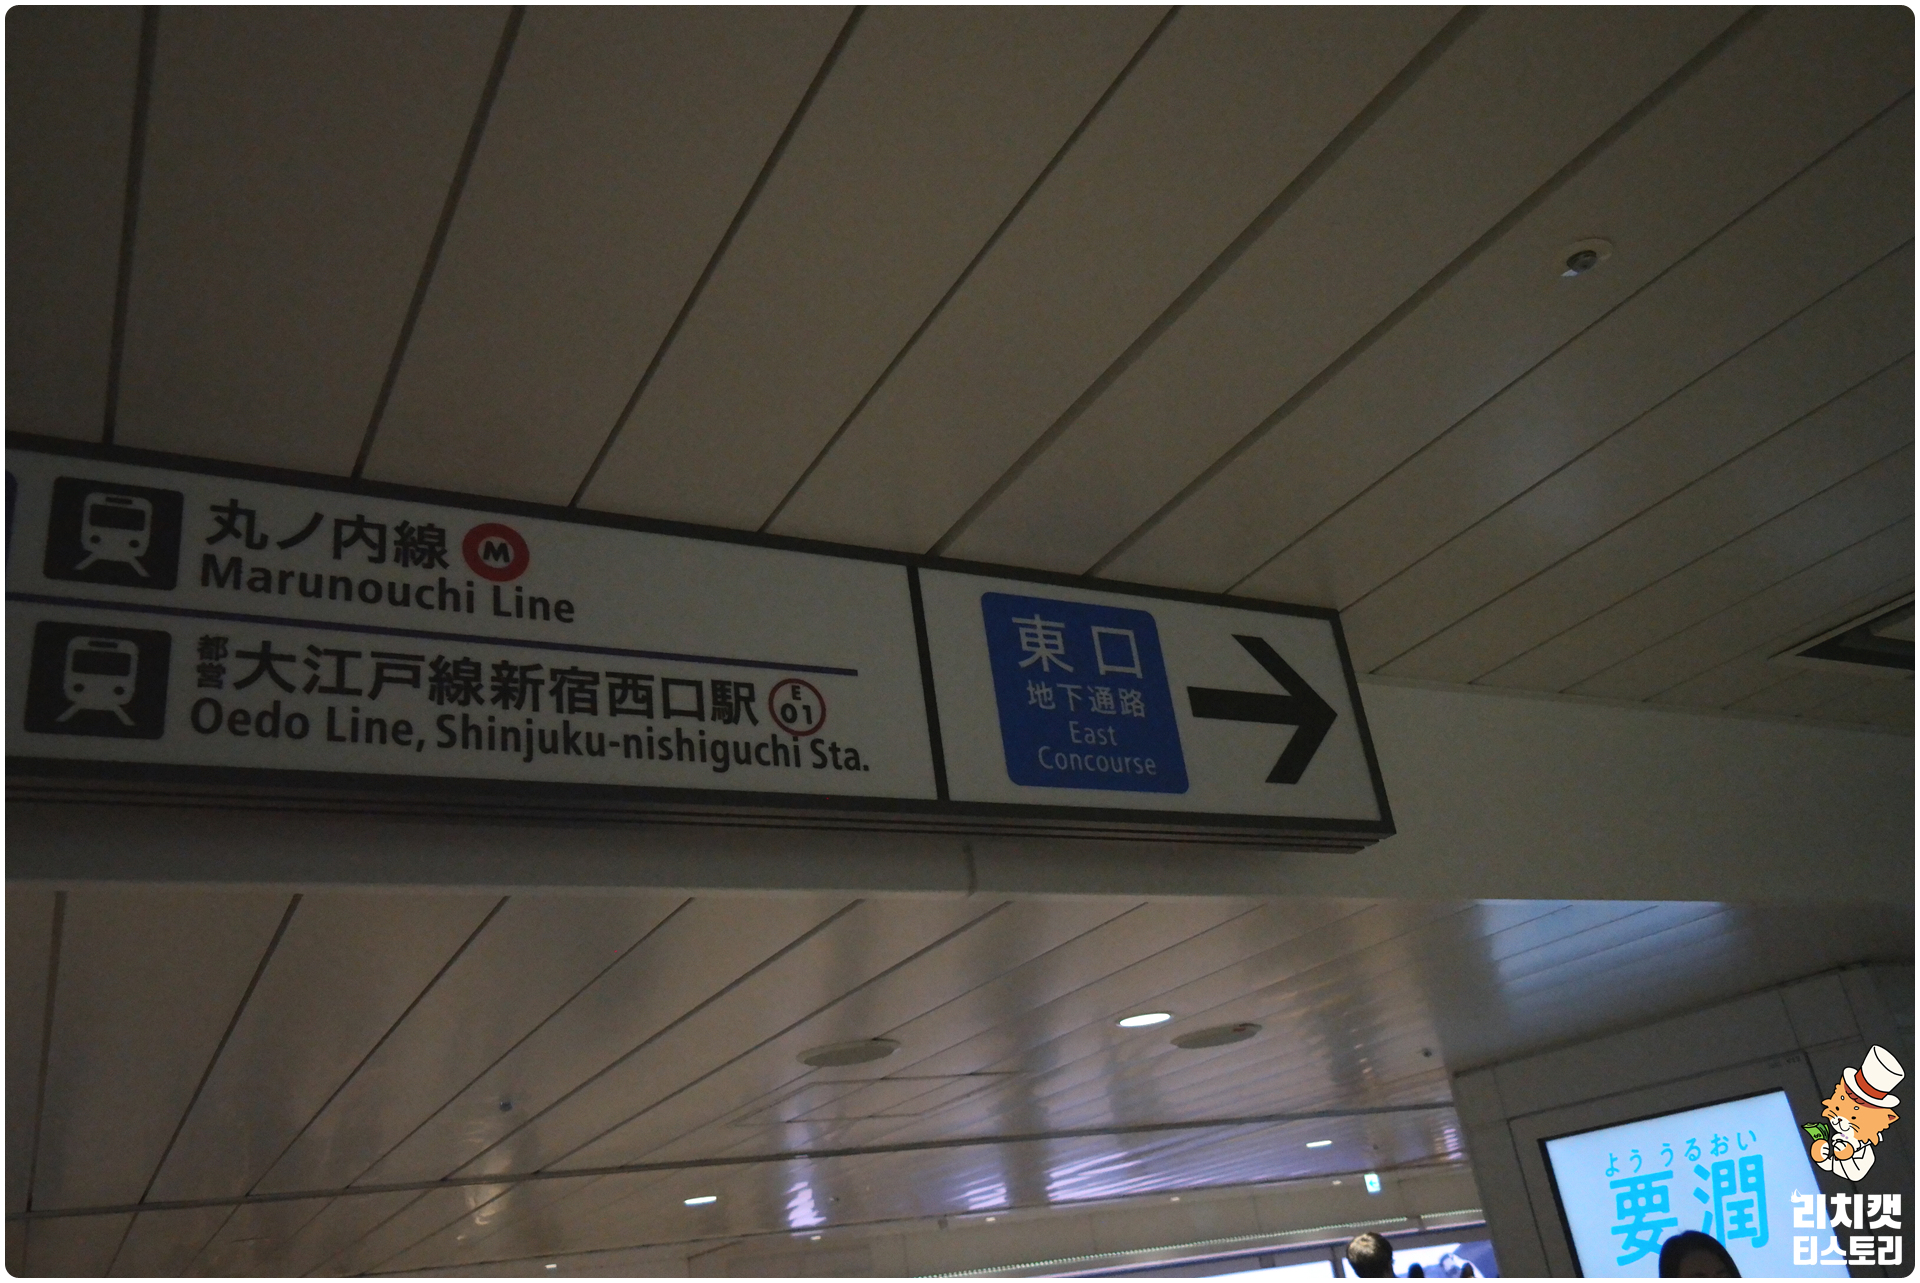 丸ノ内線 M
Marunouchi Line
都営大江戸線新宿西口駅 E 01
Oedo Line, Shinjuku-nishiguchi Sta.
東口
地下通路
East
Concourse
よう うるおい
要潤
리치캣
티스토리